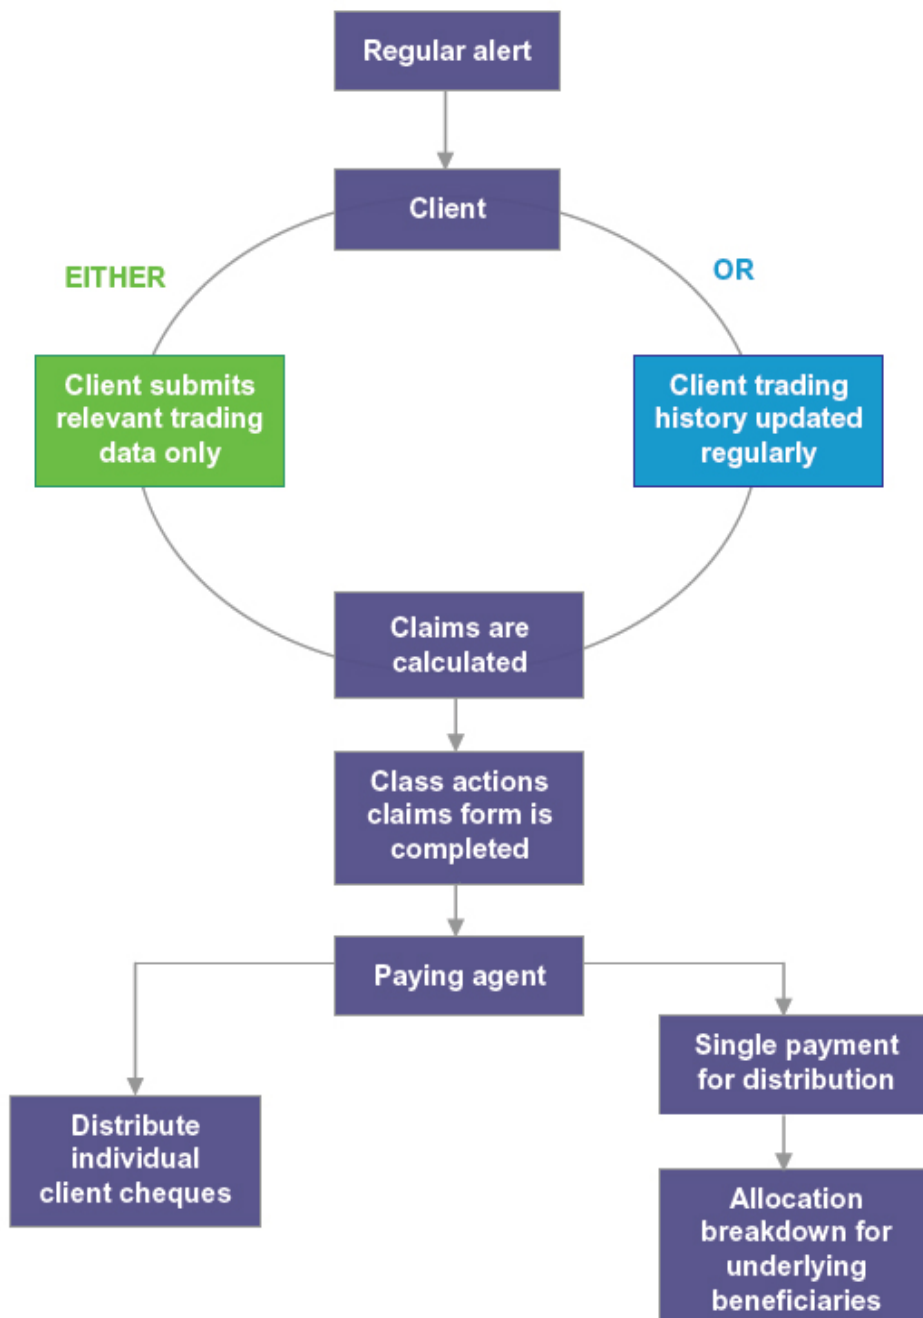 Regular alert
Client
EITHER
OR
Client submits
relevant trading
data only
Client trading
history updated
regularly
Claims are
calculated
Class actions
claims form is
completed
Paying agent
Single payment
for distribution
Distribute
individual
client cheques
Allocation
breakdown for
underlying
beneficiaries